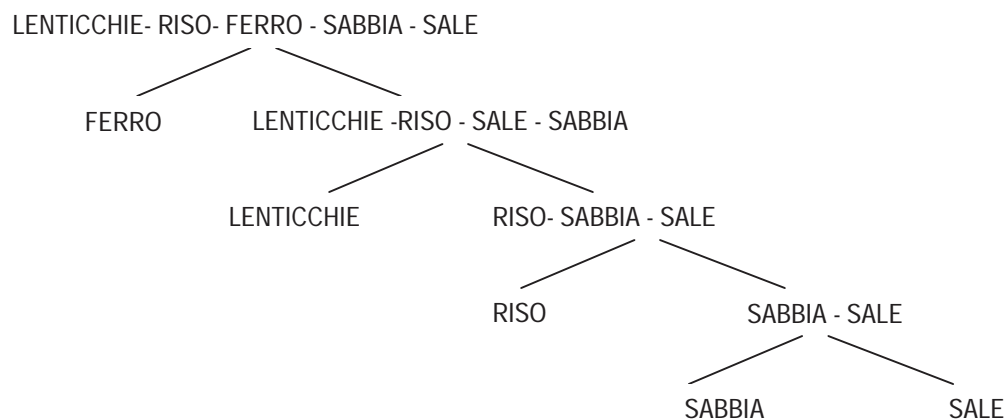 LENTICCHIE- RISO- FERRO - SABBIA - SALE
FERRO
LENTICCHIE -RISO - SALE - SABBIA
LENTICCHIE
RISO- SABBIA - SALE
RISO
SABBIA - SALE
SABBIA
SALE